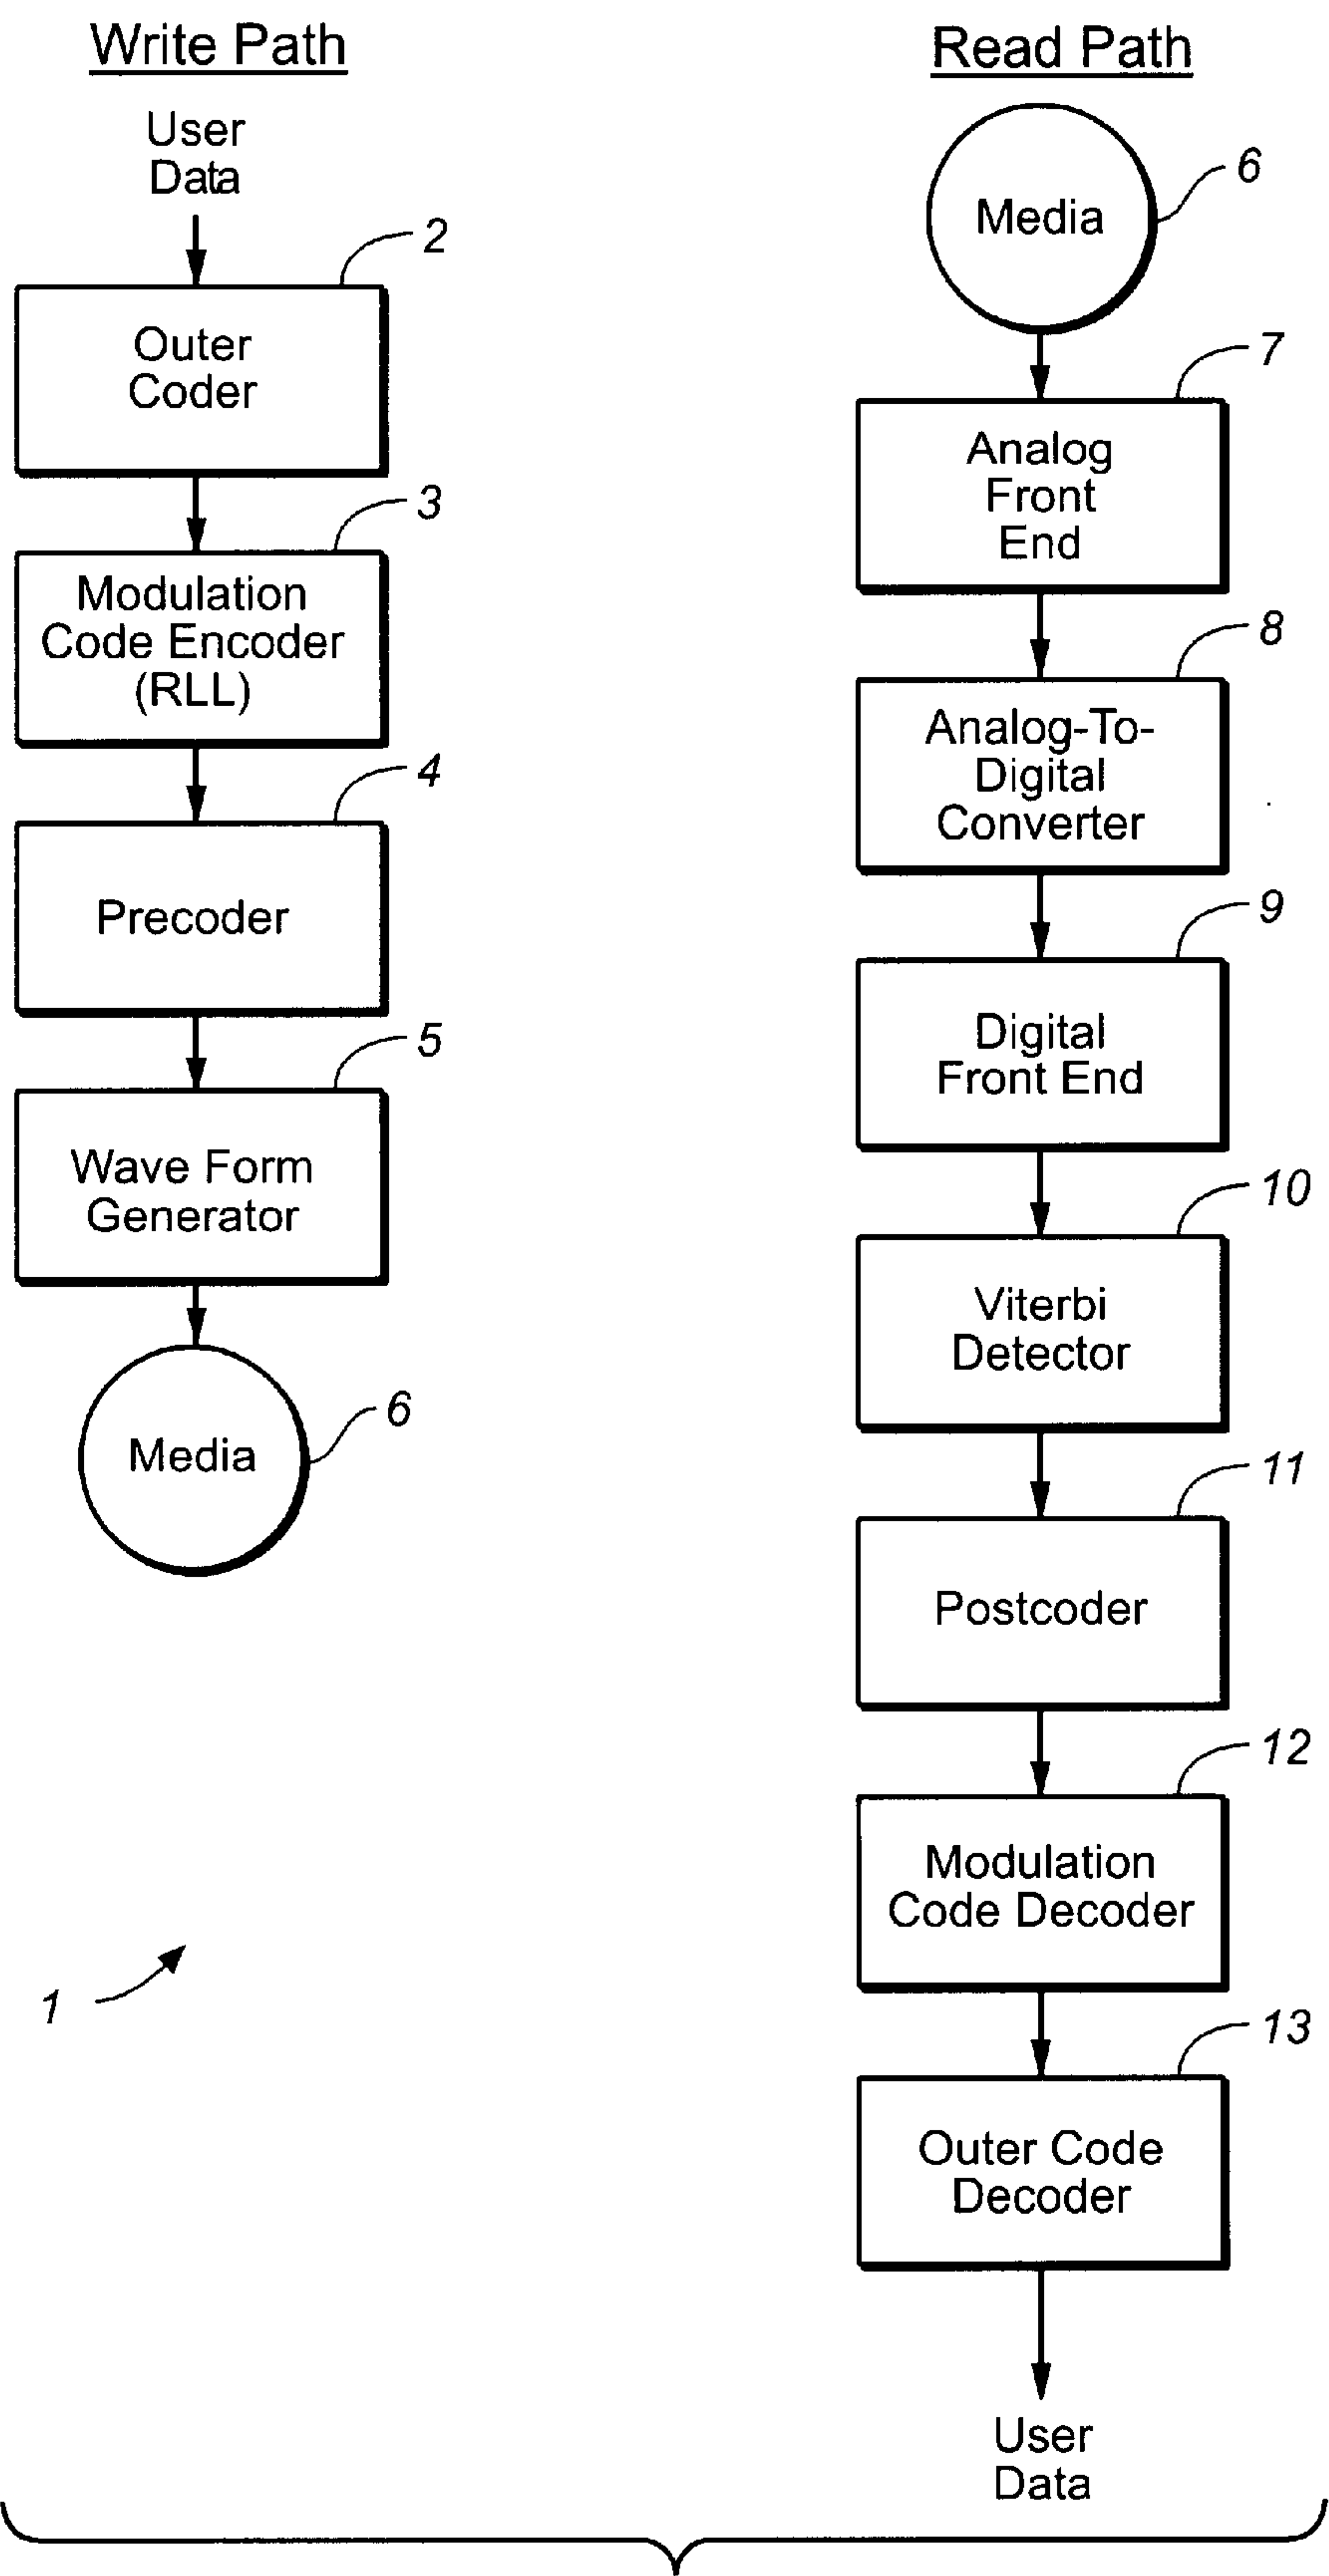 Write Path
User
Data
2
Outer
Coder
3
Modulation
Code Encoder
(RLL)
4
Precoder
5
Wave Form
Generator
6
Media
1
Read Path
6
Media
7
Analog
Front
End
8
Analog-To-
Digital
Converter
9
Digital
Front End
10
Viterbi
Detector
11
Postcoder
12
Modulation
Code Decoder
13
Outer Code
Decoder
User
Data